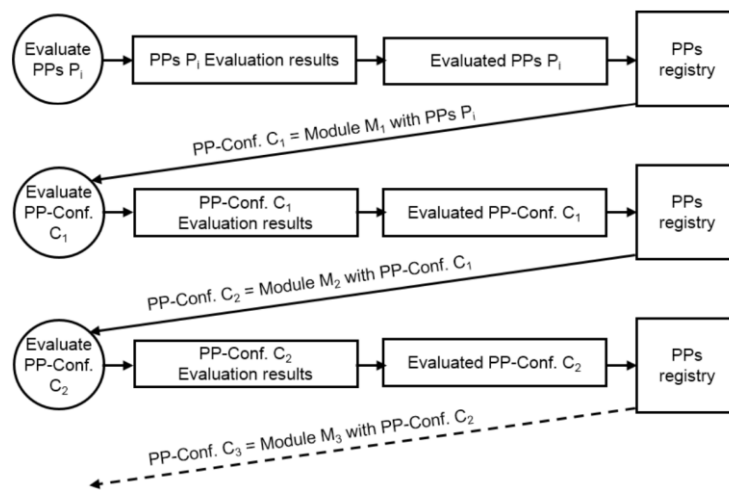 Evaluate
PPs Pᵢ
PPs Pᵢ Evaluation results
Evaluated PPs Pᵢ
PPs
registry
PP-Conf. C₁ = Module M₁ with PPs Pᵢ
Evaluate
PP-Conf.
C₁
PP-Conf. C₁
Evaluation results
Evaluated PP-Conf. C₁
PPs
registry
PP-Conf. C₂ = Module M₂ with PP-Conf. C₁
Evaluate
PP-Conf.
C₂
PP-Conf. C₂
Evaluation results
Evaluated PP-Conf. C₂
PPs
registry
PP-Conf. C₃ = Module M₃ with PP-Conf. C₂